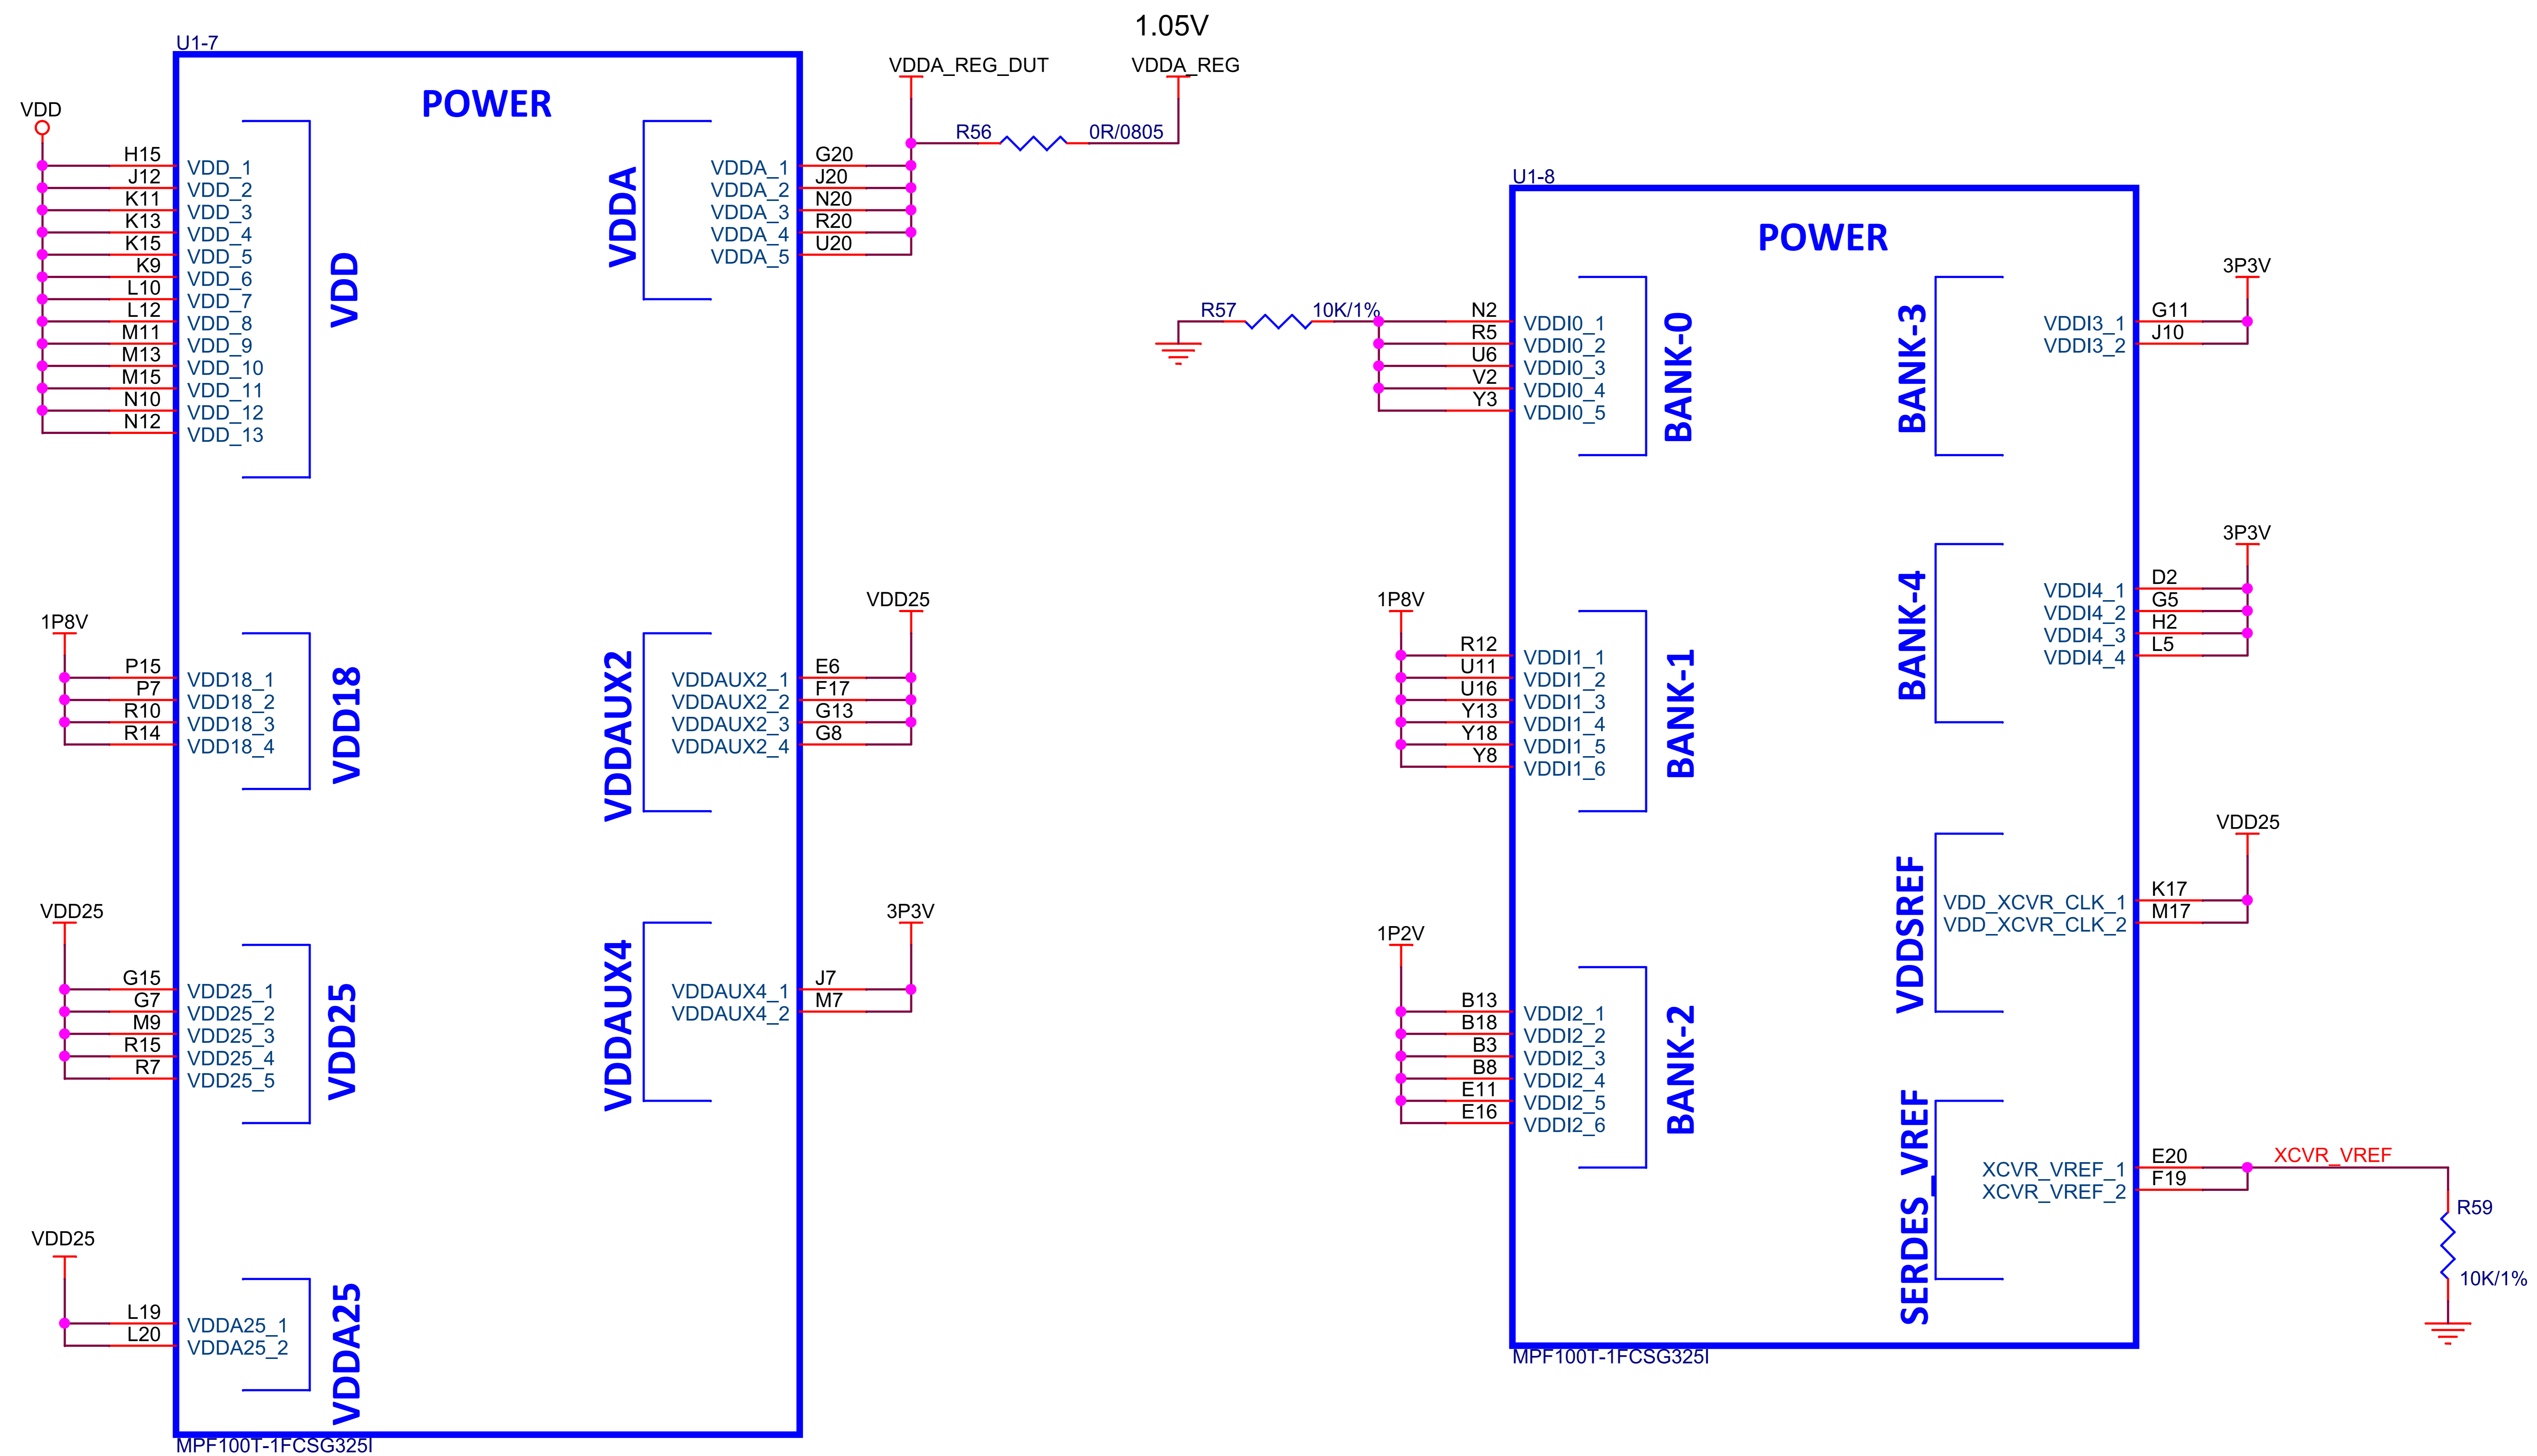 1.05V
U1-7
VDDA_REG_DUT
VDDA_REG
POWER
VDD
R56
0R/0805
H15 VDD_1
J12 VDD_2
K11 VDD_3
K13 VDD_4
K15 VDD_5
K9 VDD_6
L10 VDD_7
L12 VDD_8
M11 VDD_9
M13 VDD_10
M15 VDD_11
N10 VDD_12
N12 VDD_13
VDD
VDDA
VDDA_1 G20
VDDA_2 J20
VDDA_3 N20
VDDA_4 R20
VDDA_5 U20
1P8V
P15 VDD18_1
P7 VDD18_2
R10 VDD18_3
R14 VDD18_4
VDD18
VDD25
VDDAUX2
VDDAUX2_1 E6
VDDAUX2_2 F17
VDDAUX2_3 G13
VDDAUX2_4 G8
VDD25
G15 VDD25_1
G7 VDD25_2
M9 VDD25_3
R15 VDD25_4
R7 VDD25_5
VDD25
3P3V
VDDAUX4
VDDAUX4_1 J7
VDDAUX4_2 M7
VDD25
L19 VDDA25_1
L20 VDDA25_2
VDDA25
MPF100T-1FCSG325I
U1-8
POWER
R57
10K/1%
N2 VDDI0_1
R5 VDDI0_2
U6 VDDI0_3
V2 VDDI0_4
Y3 VDDI0_5
BANK-0
3P3V
BANK-3
VDDI3_1 G11
VDDI3_2 J10
1P8V
R12 VDDI1_1
U11 VDDI1_2
U16 VDDI1_3
Y13 VDDI1_4
Y18 VDDI1_5
Y8 VDDI1_6
BANK-1
3P3V
BANK-4
VDDI4_1 D2
VDDI4_2 G5
VDDI4_3 H2
VDDI4_4 L5
1P2V
B13 VDDI2_1
B18 VDDI2_2
B3 VDDI2_3
B8 VDDI2_4
E11 VDDI2_5
E16 VDDI2_6
BANK-2
VDD25
VDDSREF
VDD_XCVR_CLK_1 K17
VDD_XCVR_CLK_2 M17
SERDES_VREF
XCVR_VREF_1 E20
XCVR_VREF_2 F19
XCVR_VREF
R59
10K/1%
MPF100T-1FCSG325I